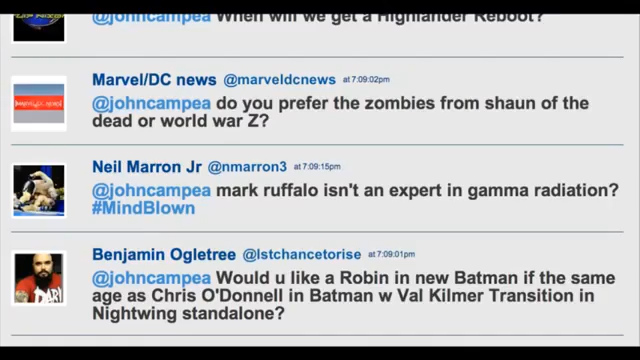 @johncampea When will we get a Highlander Reboot?
Marvel/DC news @marveldcnews at 7:09:02pm
@johncampea do you prefer the zombies from shaun of the
dead or world war Z?
Neil Marron Jr @nmarron3 at 7:09:15pm
@johncampea mark ruffalo isn't an expert in gamma radiation?
#MindBlown
Benjamin Ogletree @lstchancetorise at 7:09:01pm
@johncampea Would u like a Robin in new Batman if the same
age as Chris O'Donnell in Batman w Val Kilmer Transition in
Nightwing standalone?